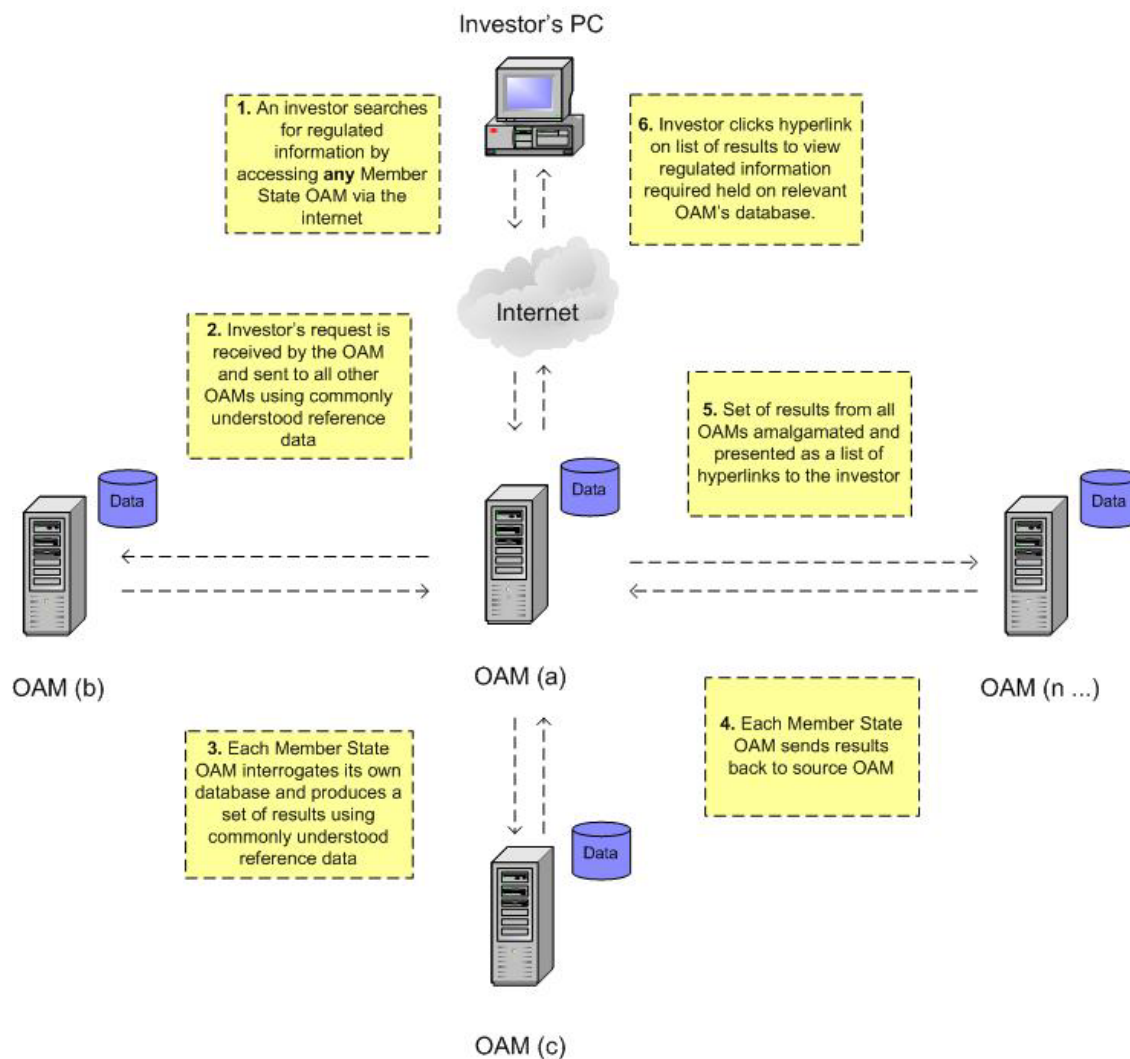 Investor's PC
1. An investor searches
for regulated
information by
accessing any Member
State OAM via the
internet
6. Investor clicks hyperlink
on list of results to view
regulated information
required held on relevant
OAM's database.
Internet
2. Investor's request is
received by the OAM
and sent to all other
OAMs using commonly
understood reference
data
5. Set of results from all
OAMs amalgamated and
presented as a list of
hyperlinks to the investor
Data
Data
Data
OAM (b)
OAM (a)
OAM (n ...)
3. Each Member State
OAM interrogates its own
database and produces a
set of results using
commonly understood
reference data
4. Each Member State
OAM sends results
back to source OAM
Data
OAM (c)